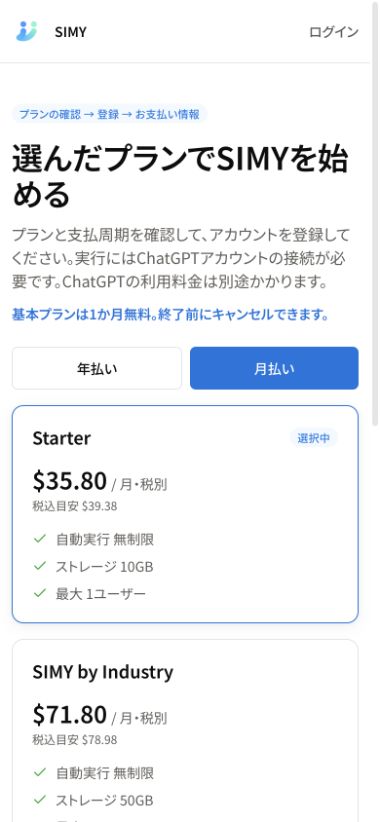 SIMY
ログイン
プランの確認 → 登録 → お支払い情報
選んだプランでSIMYを始
める
プランと支払周期を確認して、アカウントを登録して
ください。実行にはChatGPTアカウントの接続が必
要です。ChatGPTの利用料金は別途かかります。
基本プランは1か月無料。終了前にキャンセルできます。
年払い
月払い
Starter
選択中
$35.80 / 月・税別
税込目安 $39.38
自動実行 無制限
ストレージ 10GB
最大 1ユーザー
SIMY by Industry
$71.80 / 月・税別
税込目安 $78.98
自動実行 無制限
ストレージ 50GB